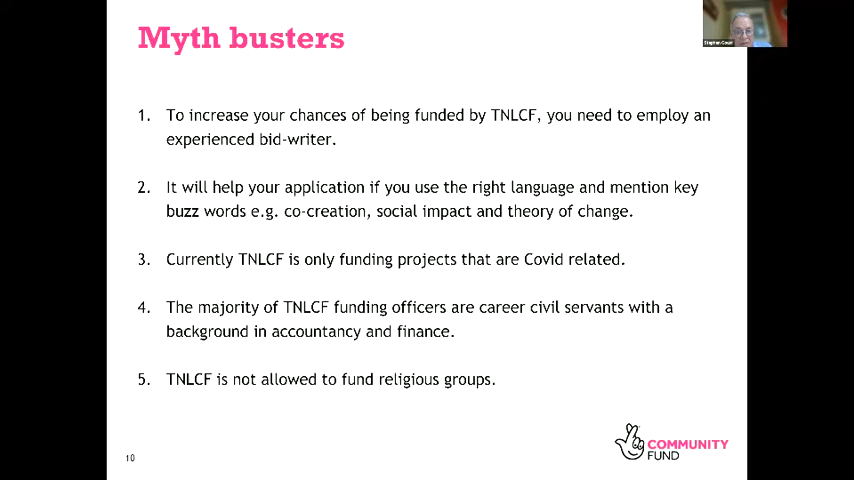 Myth busters
Stephen
1. To increase your chances of being funded by TNLCF, you need to employ an
experienced bid-writer.
2. It will help your application if you use the right language and mention key
buzz words e.g. co-creation, social impact and theory of change.
3. Currently TNLCF is only funding projects that are Covid related.
4. The majority of TNLCF funding officers are career civil servants with a
background in accountancy and finance.
5. TNLCF is not allowed to fund religious groups.
COMMUNITY
FUND
10